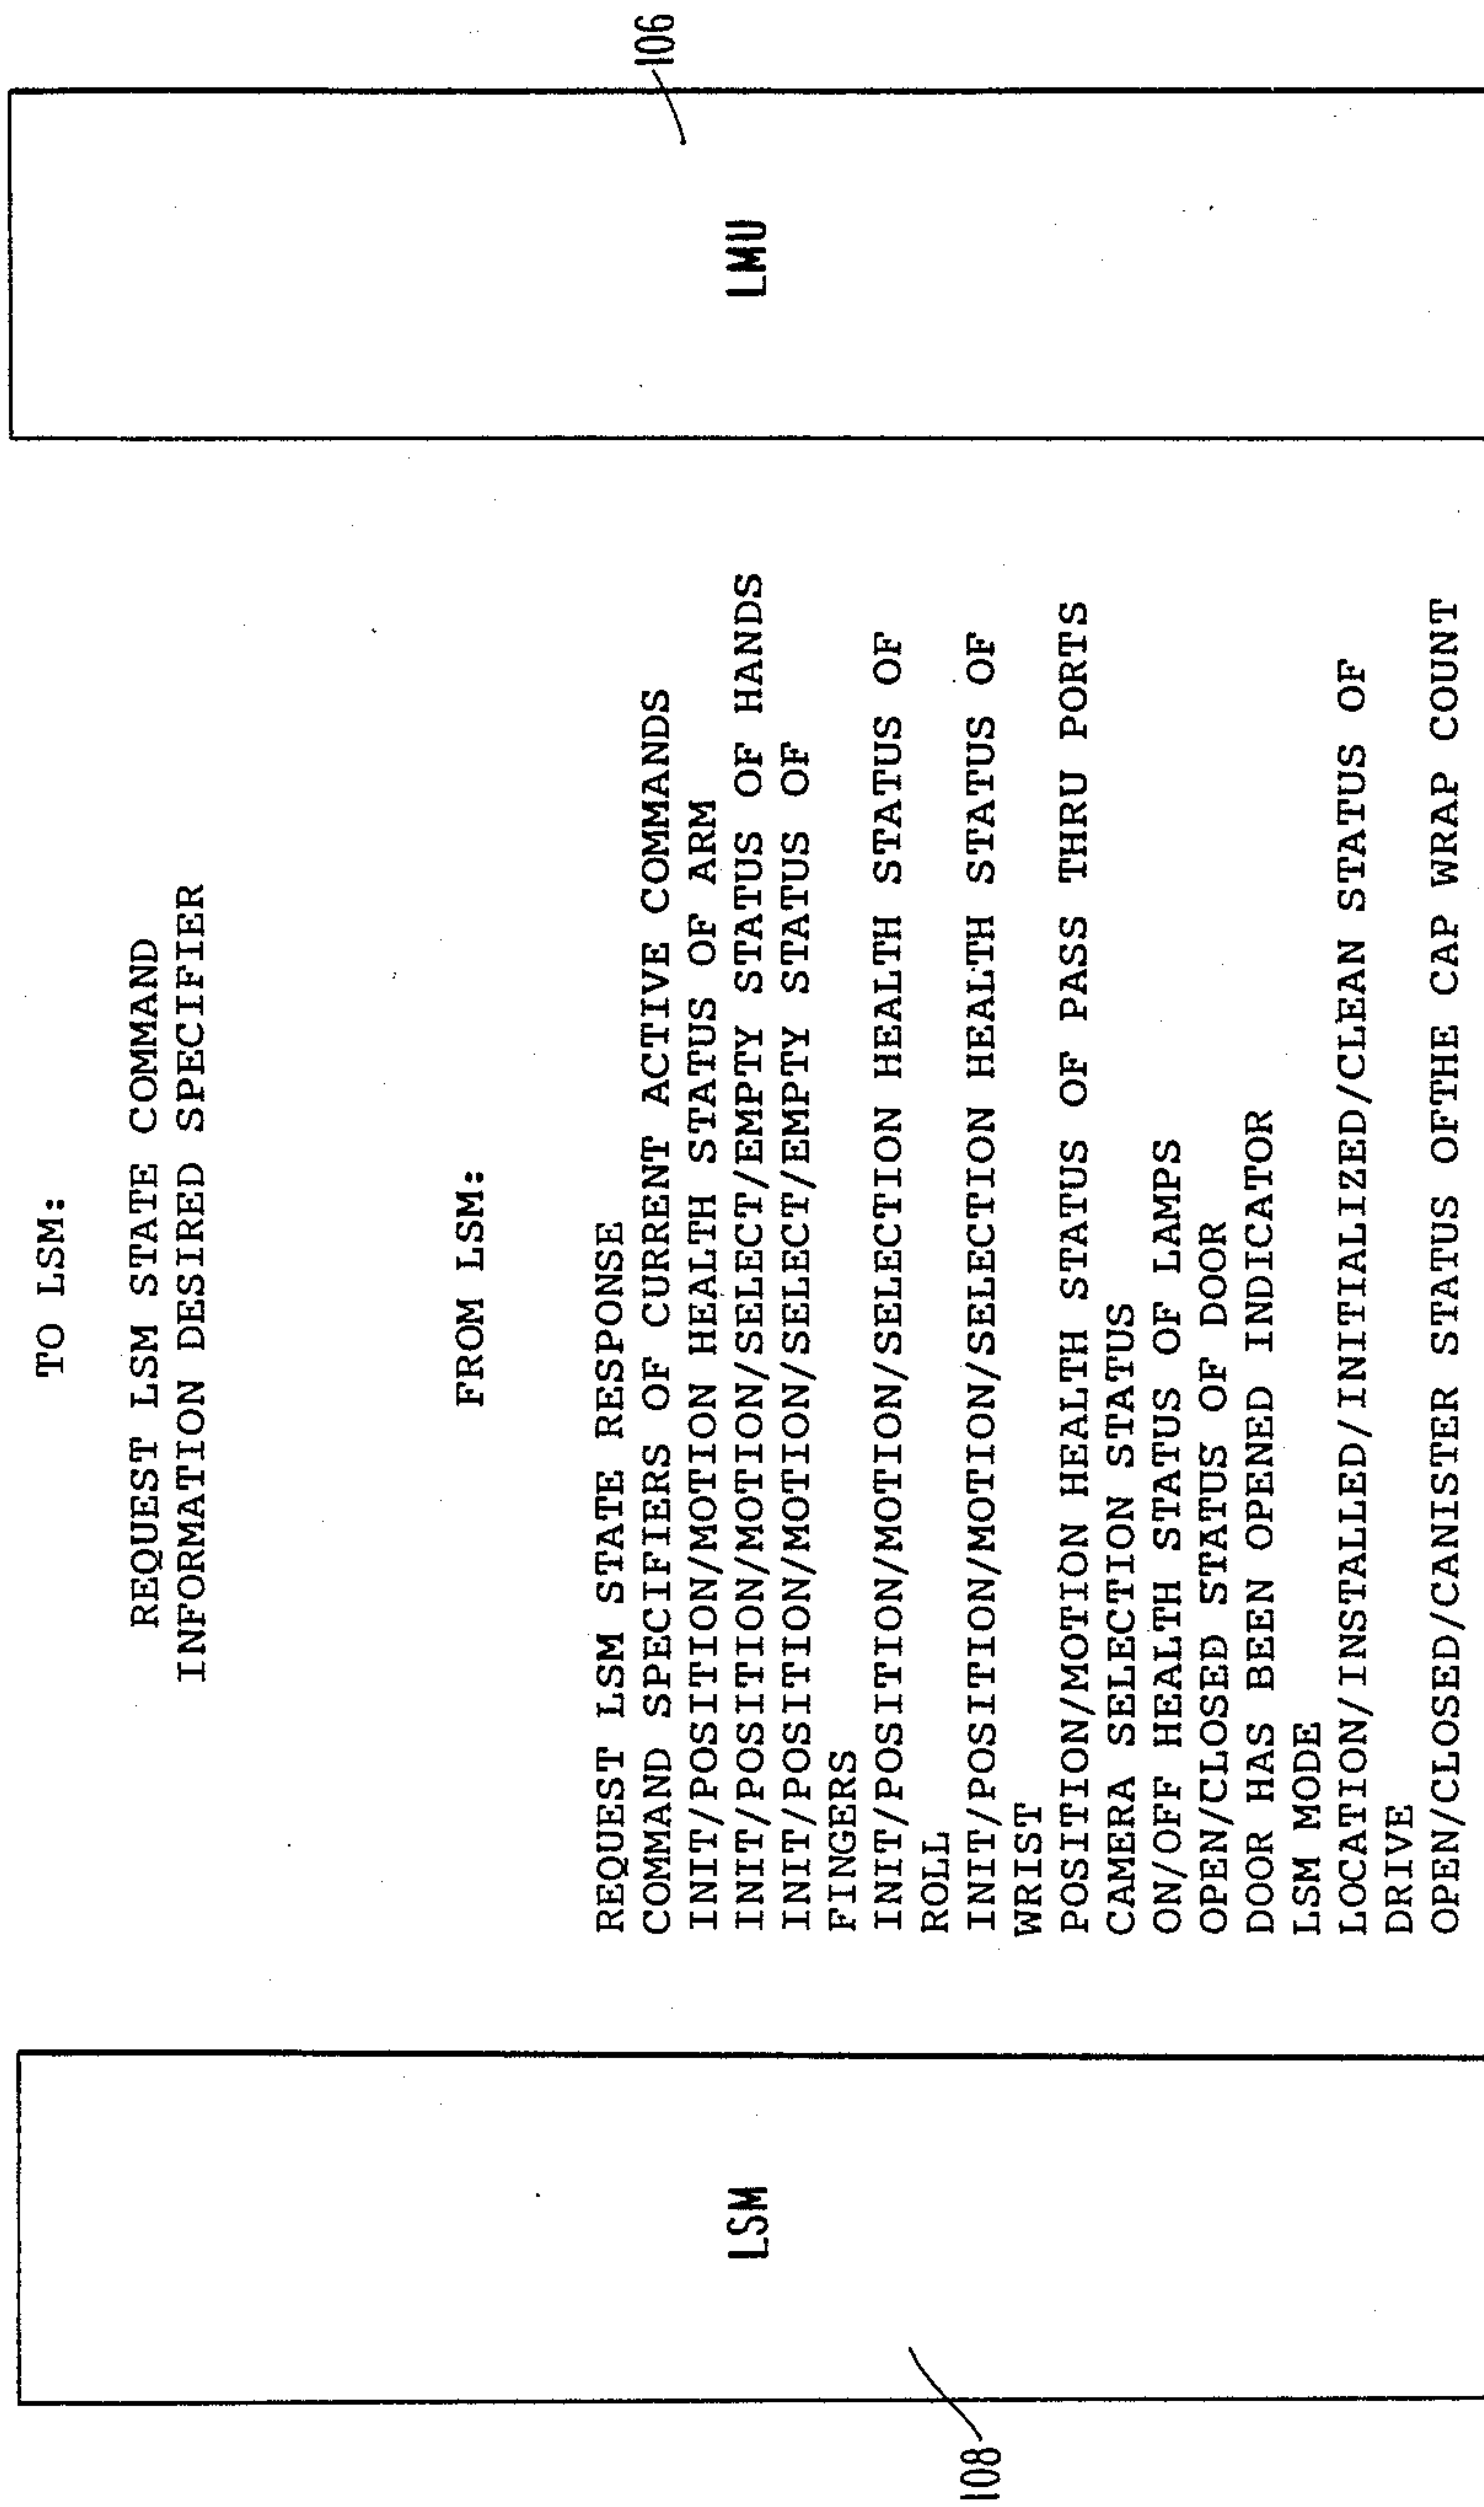 TO LSM:
REQUEST LSM STATE COMMAND
INFORMATION DESIRED SPECIFIER
FROM LSM:
106
LSM
LMU
108
REQUEST LSM STATE RESPONSE
COMMAND SPECIFIERS OF CURRENT ACTIVE COMMANDS
INIT/POSITION/MOTION HEALTH STATUS OF ARM
INIT/POSITION/MOTION/SELECT/EMPTY STATUS OF HANDS
INIT/POSITION/MOTION/SELECT/EMPTY STATUS OF
FINGERS
INIT/POSITION/MOTION/SELECTION HEALTH STATUS OF
ROLL
INIT/POSITION/MOTION/SELECTION HEALTH STATUS OF
WRIST
POSITION/MOTION HEALTH STATUS OF PASS THRU PORTS
CAMERA SELECTION STATUS
ON/OFF HEALTH STATUS OF LAMPS
OPEN/CLOSED STATUS OF DOOR
DOOR HAS BEEN OPENED INDICATOR
LSM MODE
LOCATION/INSTALLED/INITIALIZED/CLEAN STATUS OF
DRIVE
OPEN/CLOSED/CANISTER STATUS OFTHE CAP WRAP COUNT